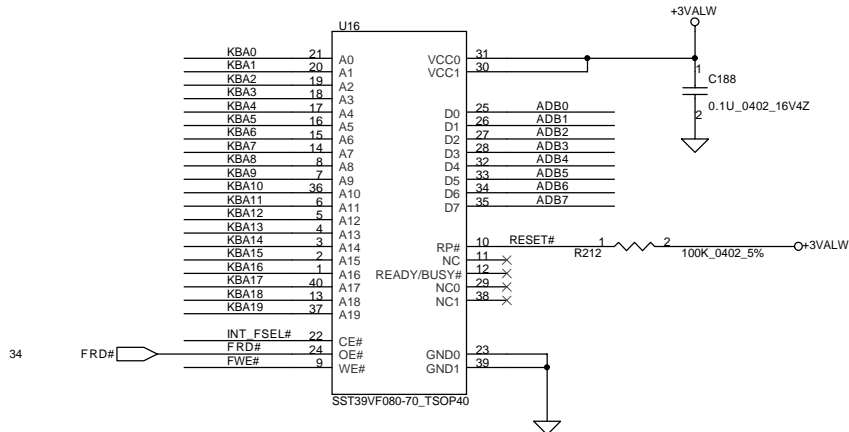 +3VALW
U16
KBA0 21 A0 VCC0 31
KBA1 20 A1 VCC1 30
KBA2 19 A2
KBA3 18 A3
KBA4 17 A4 D0 25 ADB0
KBA5 16 A5 D1 26 ADB1
KBA6 15 A6 D2 27 ADB2
KBA7 14 A7 D3 28 ADB3
KBA8 8 A8 D4 32 ADB4
KBA9 7 A9 D5 33 ADB5
KBA10 36 A10 D6 34 ADB6
KBA11 6 A11 D7 35 ADB7
KBA12 5 A12
KBA13 4 A13
KBA14 3 A14 RP# 10 RESET# 1 2 +3VALW
R212 100K_0402_5%
KBA15 2 A15 NC 11
KBA16 1 A16 READY/BUSY# 12
KBA17 40 A17 NC0 29
KBA18 13 A18 NC1 38
KBA19 37 A19
INT_FSEL# 22 CE#
34 FRD# FRD# 24 OE# GND0 23
FWE# 9 WE# GND1 39
SST39VF080-70_TSOP40
1
C188
0.1U_0402_16V4Z
2